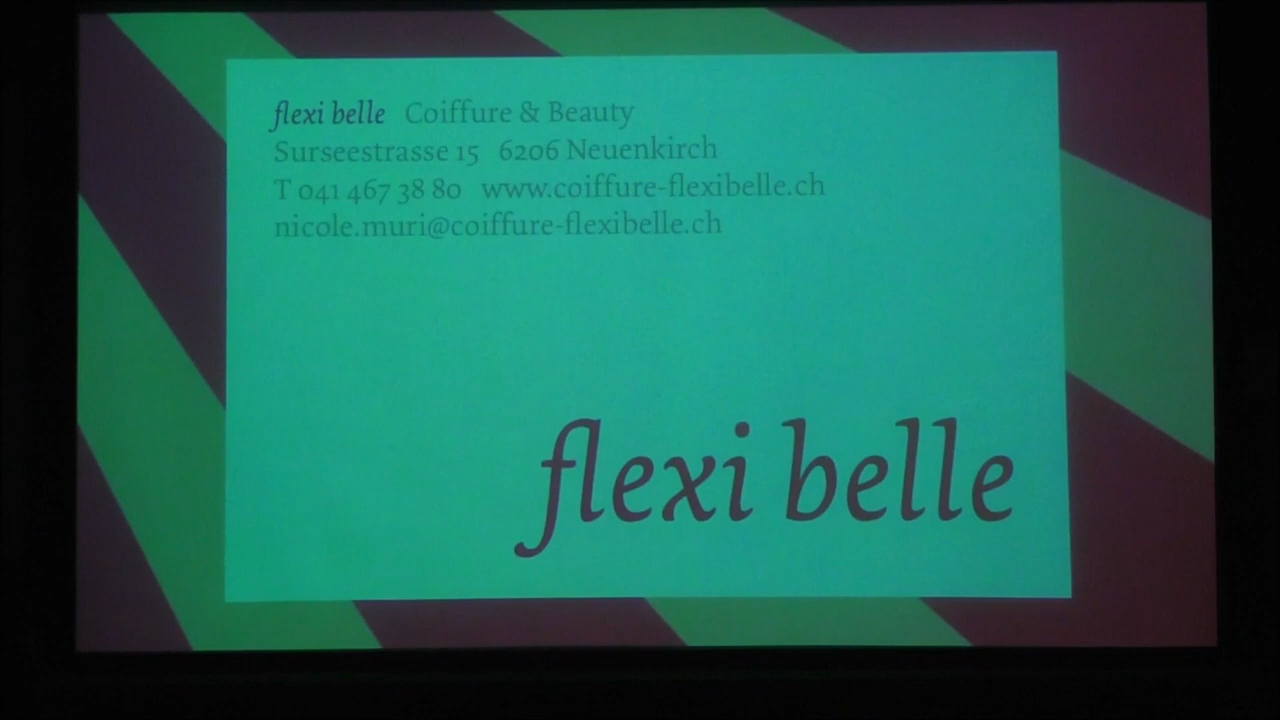 flexi belle Coiffure & Beauty
Surseestrasse 15 6206 Neuenkirch
T 041 467 38 80 www.coiffure-flexibelle.ch
nicole.muri@coiffure-flexibelle.ch
flexi belle